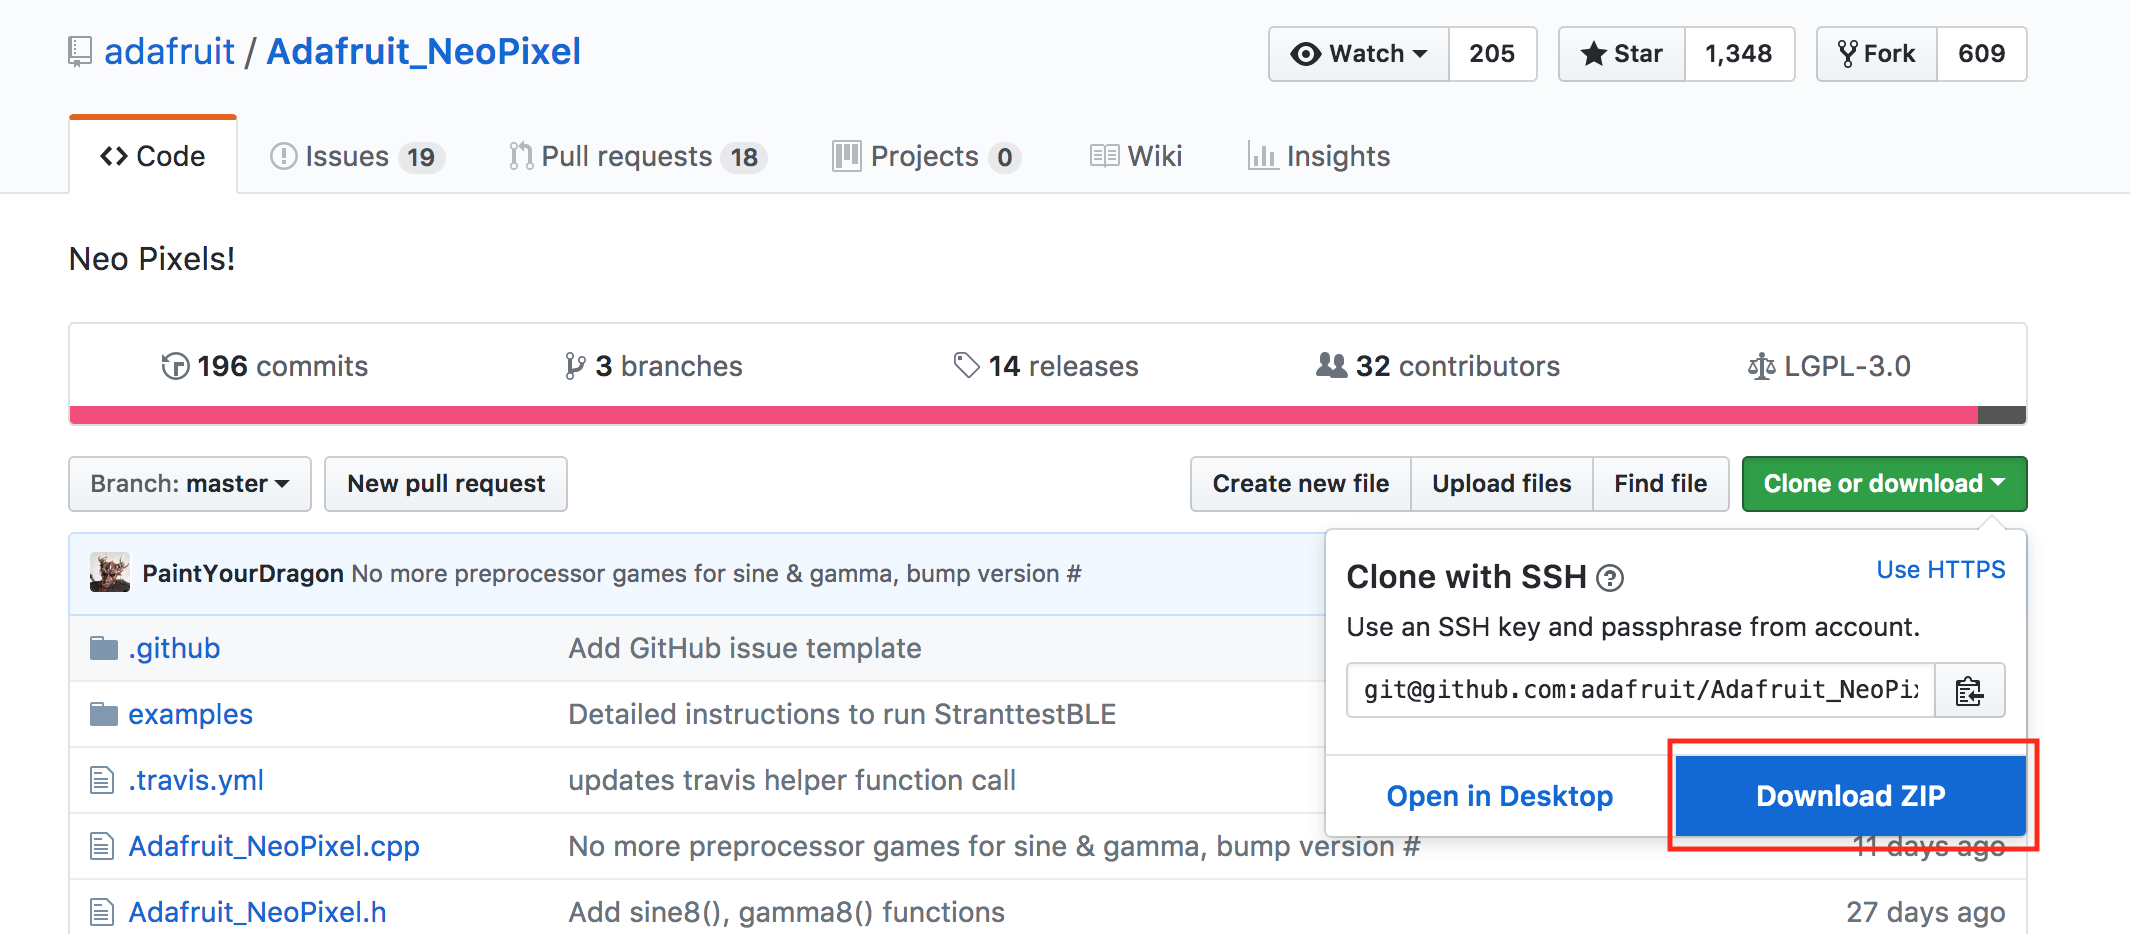 adafruit / Adafruit_NeoPixel Watch 205 Star 1,348 Fork 609
Code Issues 19 Pull requests 18 Projects 0 Wiki Insights
Neo Pixels!
196 commits 3 branches 14 releases 32 contributors LGPL-3.0
Branch: master New pull request Create new file Upload files Find file Clone or download
PaintYourDragon No more preprocessor games for sine & gamma, bump version #
Clone with SSH ? Use HTTPS
Use an SSH key and passphrase from account.
git@github.com:adafruit/Adafruit_NeoPix
Open in Desktop Download ZIP
.github Add GitHub issue template
examples Detailed instructions to run StranttestBLE
.travis.yml updates travis helper function call
Adafruit_NeoPixel.cpp No more preprocessor games for sine & gamma, bump version # 11 days ago
Adafruit_NeoPixel.h Add sine8(), gamma8() functions 27 days ago